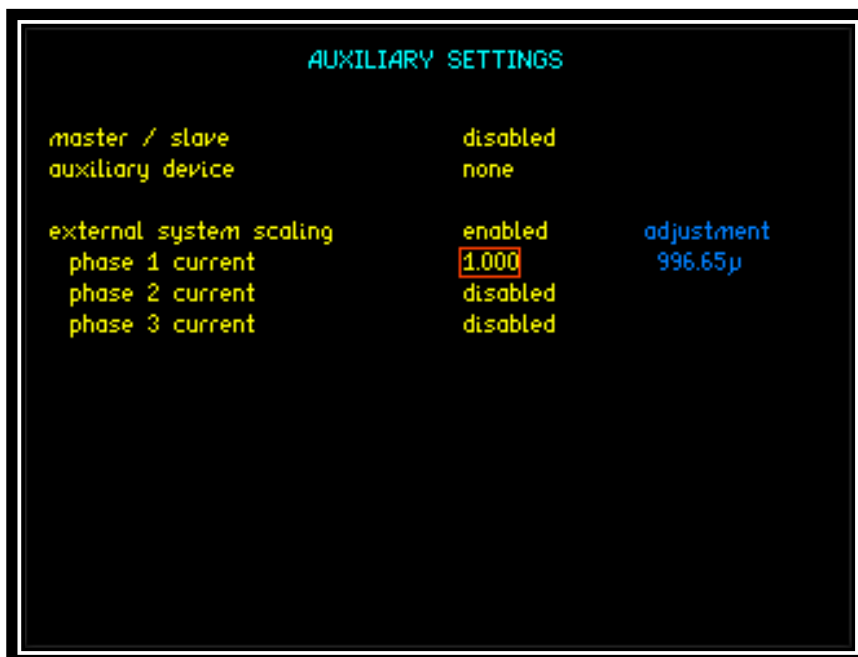 AUXILIARY SETTINGS
master / slave disabled
auxiliary device none
external system scaling enabled adjustment
phase 1 current 1.000 996.65µ
phase 2 current disabled
phase 3 current disabled